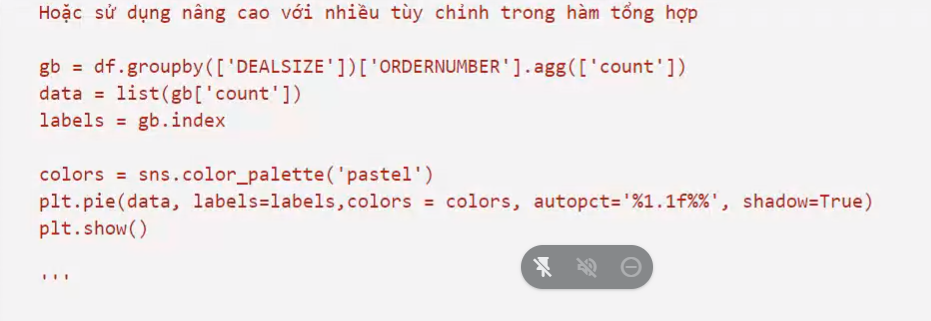 Hoặc sử dụng nâng cao với nhiều tùy chỉnh trong hàm tổng hợp
gb = df.groupby(['DEALSIZE'])['ORDERNUMBER'].agg(['count'])
data = list(gb['count'])
labels = gb.index
colors = sns.color_palette('pastel')
plt.pie(data, labels=labels,colors = colors, autopct='%1.1f%%', shadow=True)
plt.show()
'''